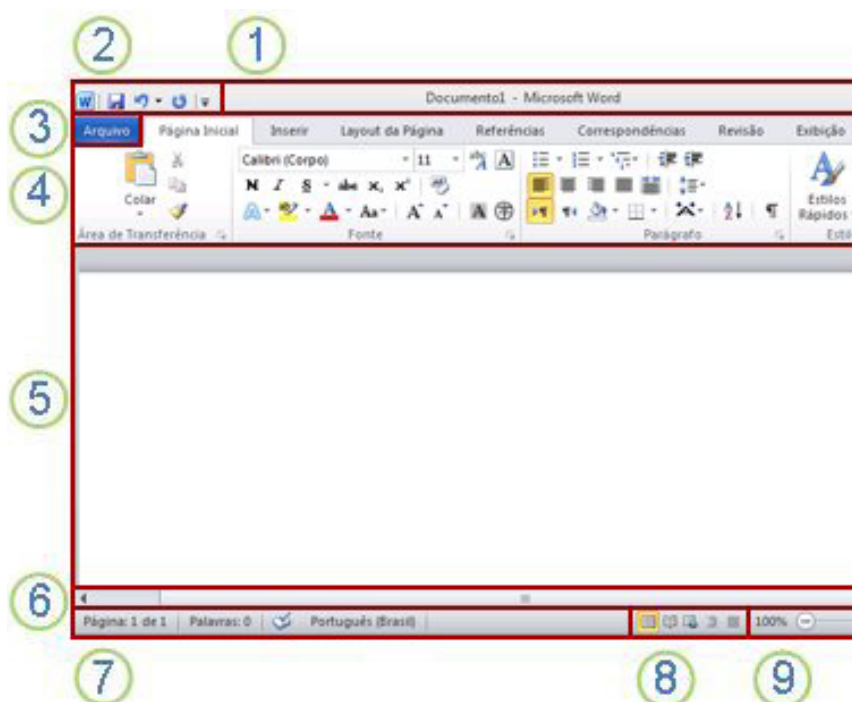 2 1
W Documento1 - Microsoft Word
3 Arquivo Página Inicial Inserir Layout da Página Referências Correspondências Revisão Exibição
Calibri (Corpo) 11 A A
4 Colar N I S abc x, x² Estilos
A A Aa A A A Rápidos
Área de Transferência Fonte Parágrafo Estil
5
6
Página: 1 de 1 Palavras: 0 Português (Brasil) 100%
7 8 9